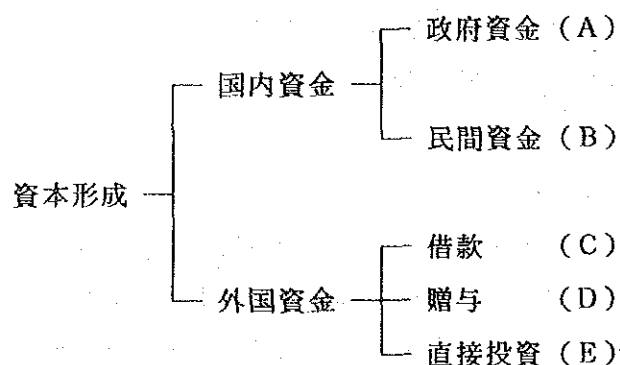 政府資金 (A)
国内資金
民間資金 (B)
資本形成
借款 (C)
外国資金
贈与 (D)
直接投資 (E)